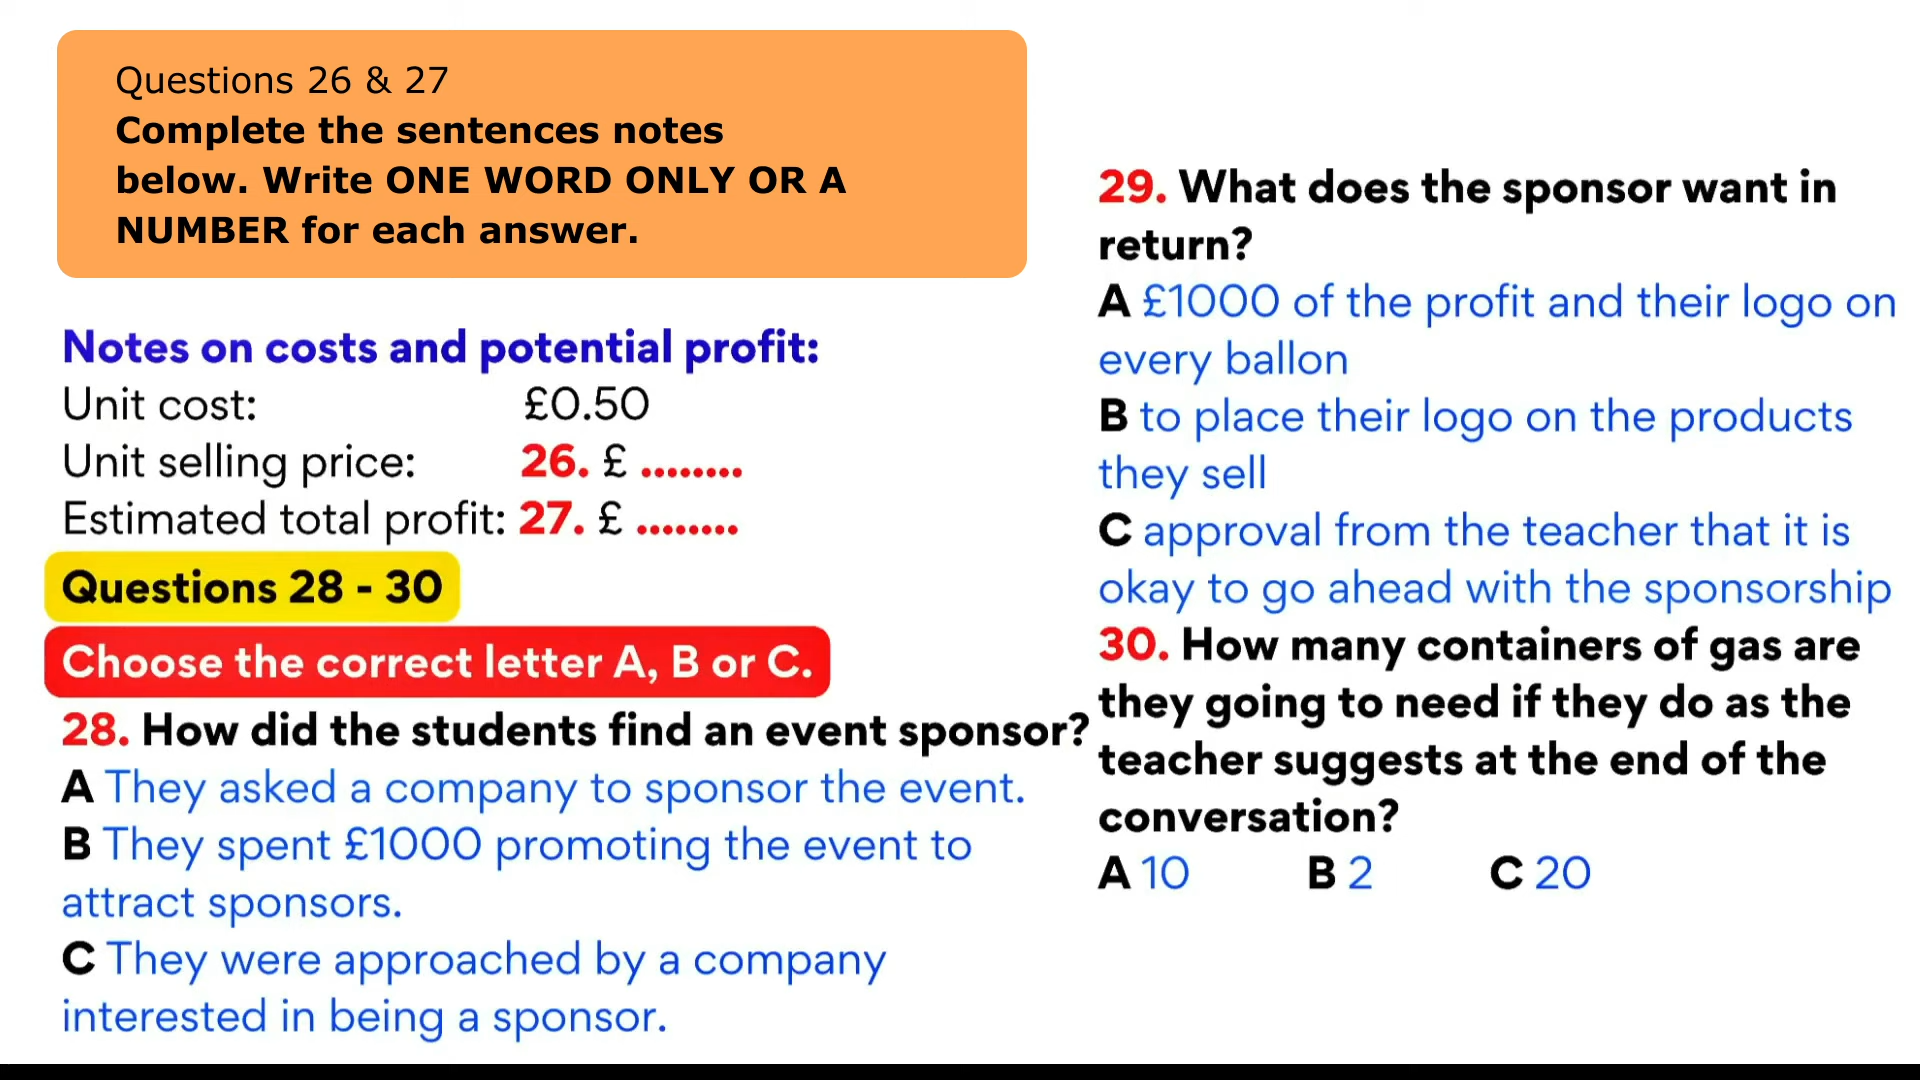 Questions 26 & 27
Complete the sentences notes
below. Write ONE WORD ONLY OR A
NUMBER for each answer.
Notes on costs and potential profit:
Unit cost: £0.50
Unit selling price: 26. £ ........
Estimated total profit: 27. £ ........
Questions 28 - 30
Choose the correct letter A, B or C.
28. How did the students find an event sponsor?
A They asked a company to sponsor the event.
B They spent £1000 promoting the event to
attract sponsors.
C They were approached by a company
interested in being a sponsor.
29. What does the sponsor want in
return?
A £1000 of the profit and their logo on
every ballon
B to place their logo on the products
they sell
C approval from the teacher that it is
okay to go ahead with the sponsorship
30. How many containers of gas are
they going to need if they do as the
teacher suggests at the end of the
conversation?
A 10 B 2 C 20